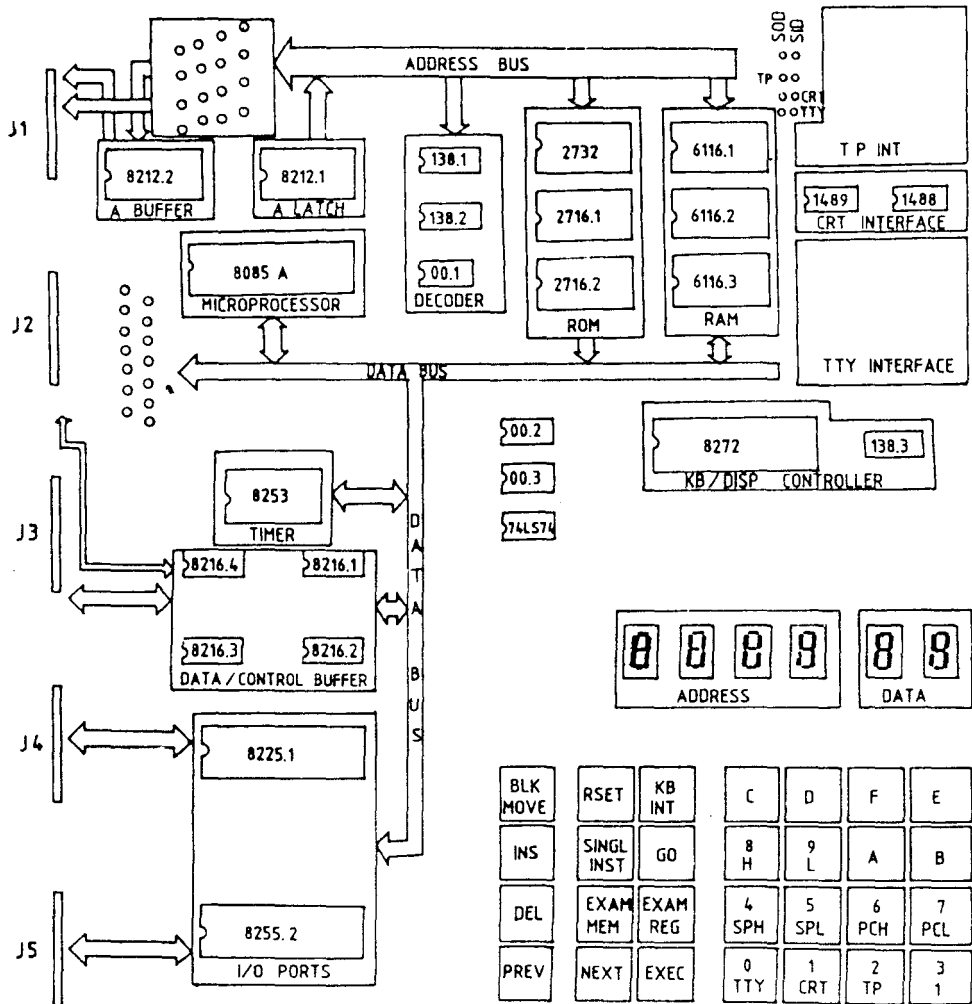 SOD
SID
ADDRESS BUS
TP
CRT
TTY
J1
8212.2
A BUFFER
8212.1
A LATCH
138.1
138.2
00.1
DECODER
2732
2716.1
2716.2
ROM
6116.1
6116.2
6116.3
RAM
TP INT
1489
1488
CRT INTERFACE
8085 A
MICROPROCESSOR
J2
DATA BUS
TTY INTERFACE
00.2
00.3
74LS74
8272
138.3
KB/DISP CONTROLLER
8253
TIMER
DATA BUS
J3
8216.4
8216.1
8216.3
8216.2
DATA/CONTROL BUFFER
ADDRESS
DATA
J4
8225.1
8255.2
I/O PORTS
J5
BLK MOVE
RSET
KB INT
C
D
F
E
INS
SINGL INST
GO
8 H
9 L
A
B
DEL
EXAM MEM
EXAM REG
4 SPH
5 SPL
6 PCH
7 PCL
PREV
NEXT
EXEC
0 TTY
1 CRT
2 TP
3 1